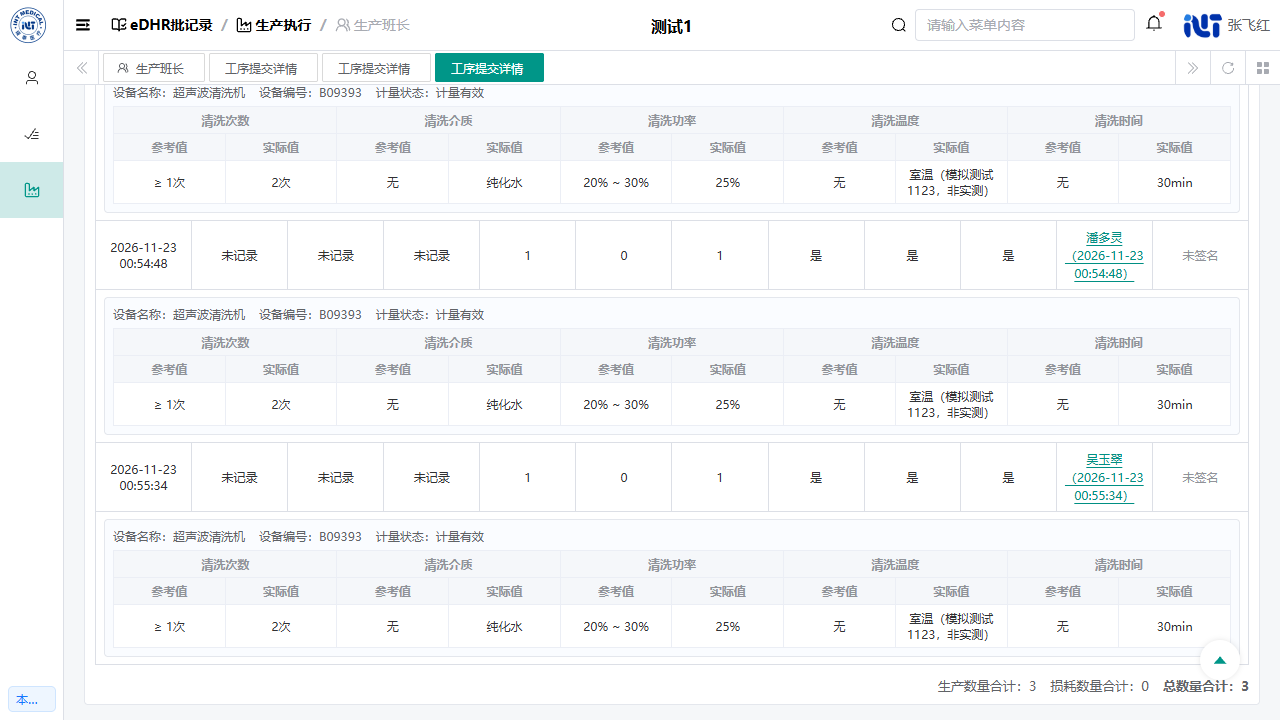 eDHR批记录 / 生产执行 / 生产班长
测试1
请输入菜单内容
张飞红
生产班长
工序提交详情
工序提交详情
工序提交详情
设备名称：超声波清洗机 设备编号：B09393 计量状态：计量有效
清洗次数 清洗介质 清洗功率 清洗温度 清洗时间
参考值 实际值 参考值 实际值 参考值 实际值 参考值 实际值 参考值 实际值
≥ 1次 2次 无 纯化水 20% ~ 30% 25% 无 室温（模拟测试1123，非实测） 无 30min
2026-11-23 00:54:48 未记录 未记录 未记录 1 0 1 是 是 是 潘多灵（2026-11-23 00:54:48） 未签名
设备名称：超声波清洗机 设备编号：B09393 计量状态：计量有效
清洗次数 清洗介质 清洗功率 清洗温度 清洗时间
参考值 实际值 参考值 实际值 参考值 实际值 参考值 实际值 参考值 实际值
≥ 1次 2次 无 纯化水 20% ~ 30% 25% 无 室温（模拟测试1123，非实测） 无 30min
2026-11-23 00:55:34 未记录 未记录 未记录 1 0 1 是 是 是 吴玉翠（2026-11-23 00:55:34） 未签名
设备名称：超声波清洗机 设备编号：B09393 计量状态：计量有效
清洗次数 清洗介质 清洗功率 清洗温度 清洗时间
参考值 实际值 参考值 实际值 参考值 实际值 参考值 实际值 参考值 实际值
≥ 1次 2次 无 纯化水 20% ~ 30% 25% 无 室温（模拟测试1123，非实测） 无 30min
生产数量合计：3 损耗数量合计：0 总数量合计：3
本...